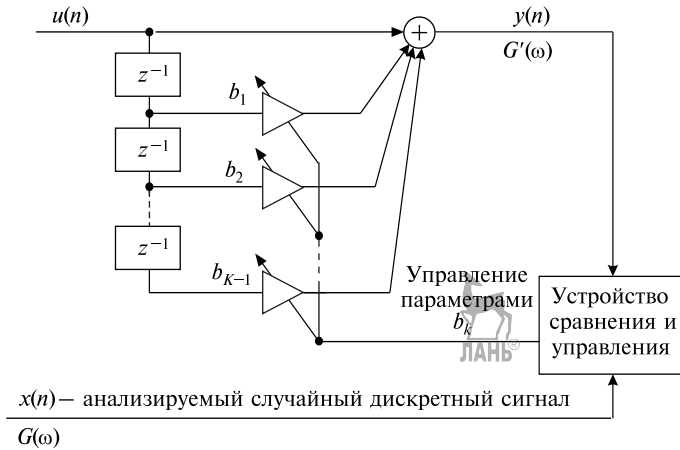 u(n)
y(n)
G′(ω)
z⁻¹
b₁
z⁻¹
b₂
z⁻¹
b_{K−1}
Управление
параметрами
b_k
ЛАНЬ®
Устройство
сравнения и
управления
x(n) – анализируемый случайный дискретный сигнал
G(ω)